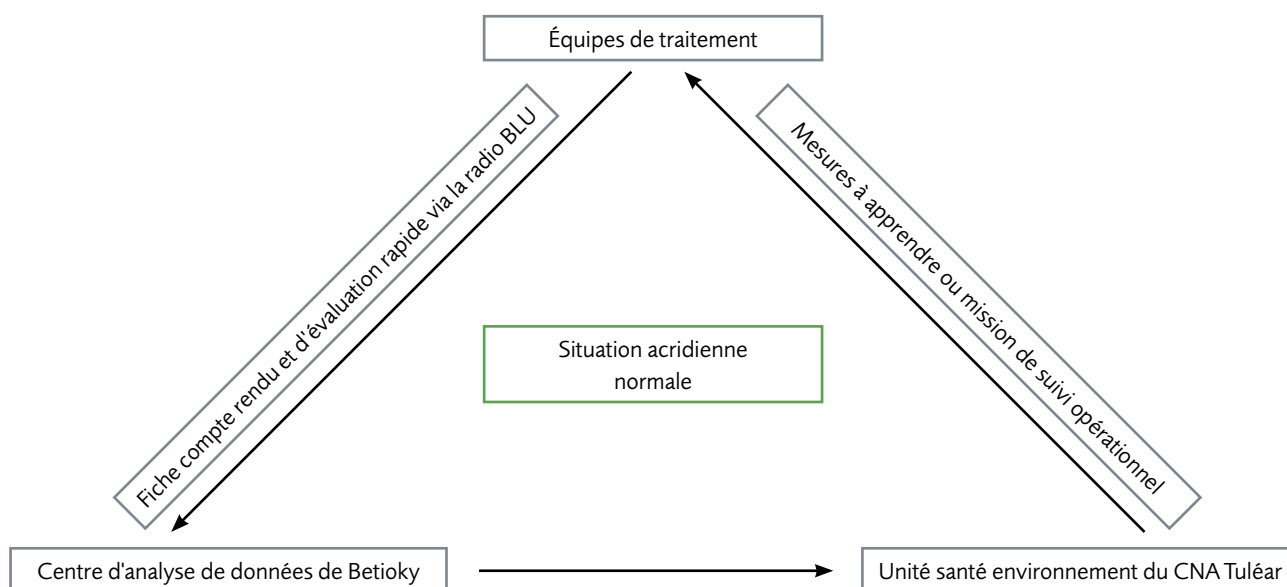 Équipes de traitement
Fiche compte rendu et d'évaluation rapide via la radio BLU
Mesures à apprendre ou mission de suivi opérationnel
Situation acridienne
normale
Centre d'analyse de données de Betioky
Unité santé environnement du CNA Tuléar